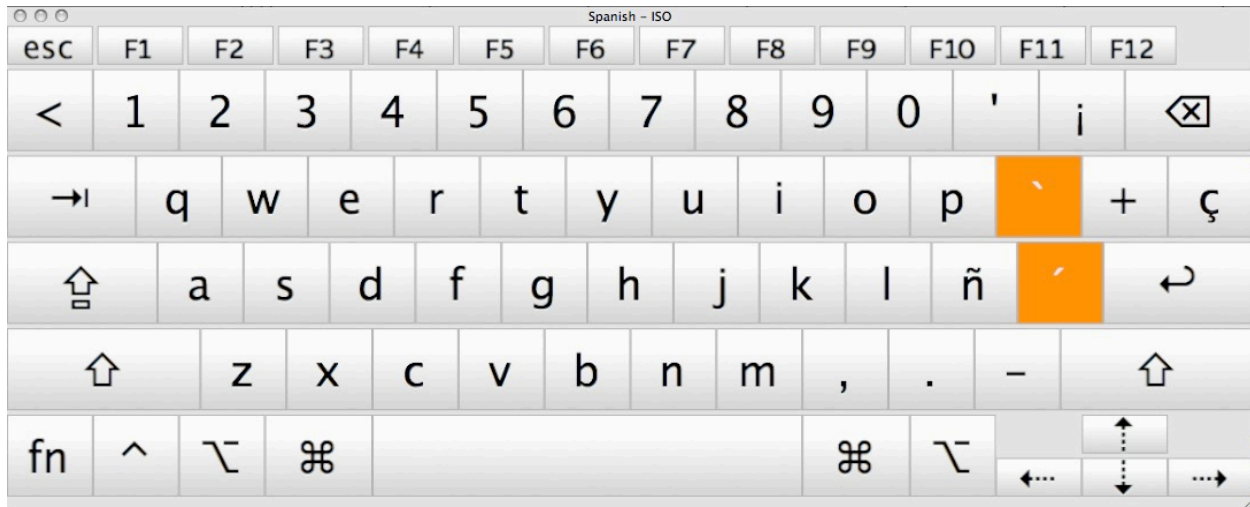 Spanish – ISO
esc F1 F2 F3 F4 F5 F6 F7 F8 F9 F10 F11 F12
< 1 2 3 4 5 6 7 8 9 0 ' ¡ ⌫
⇥ q w e r t y u i o p ` + ç
⇪ a s d f g h j k l ñ ´ ↩
⇧ z x c v b n m , . - ⇧
fn ^ ⌥ ⌘ ⌘ ⌥ ⇠ ⇡ ⇣ ⇢